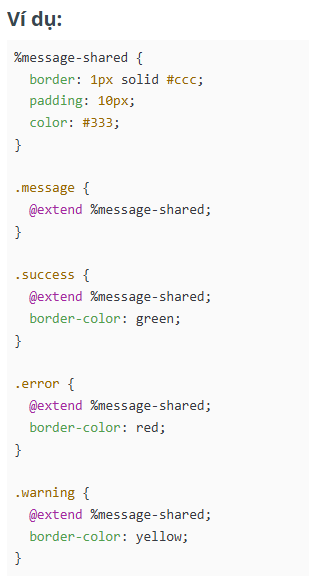 Ví dụ:
%message-shared {
  border: 1px solid #ccc;
  padding: 10px;
  color: #333;
}

.message {
  @extend %message-shared;
}

.success {
  @extend %message-shared;
  border-color: green;
}

.error {
  @extend %message-shared;
  border-color: red;
}

.warning {
  @extend %message-shared;
  border-color: yellow;
}